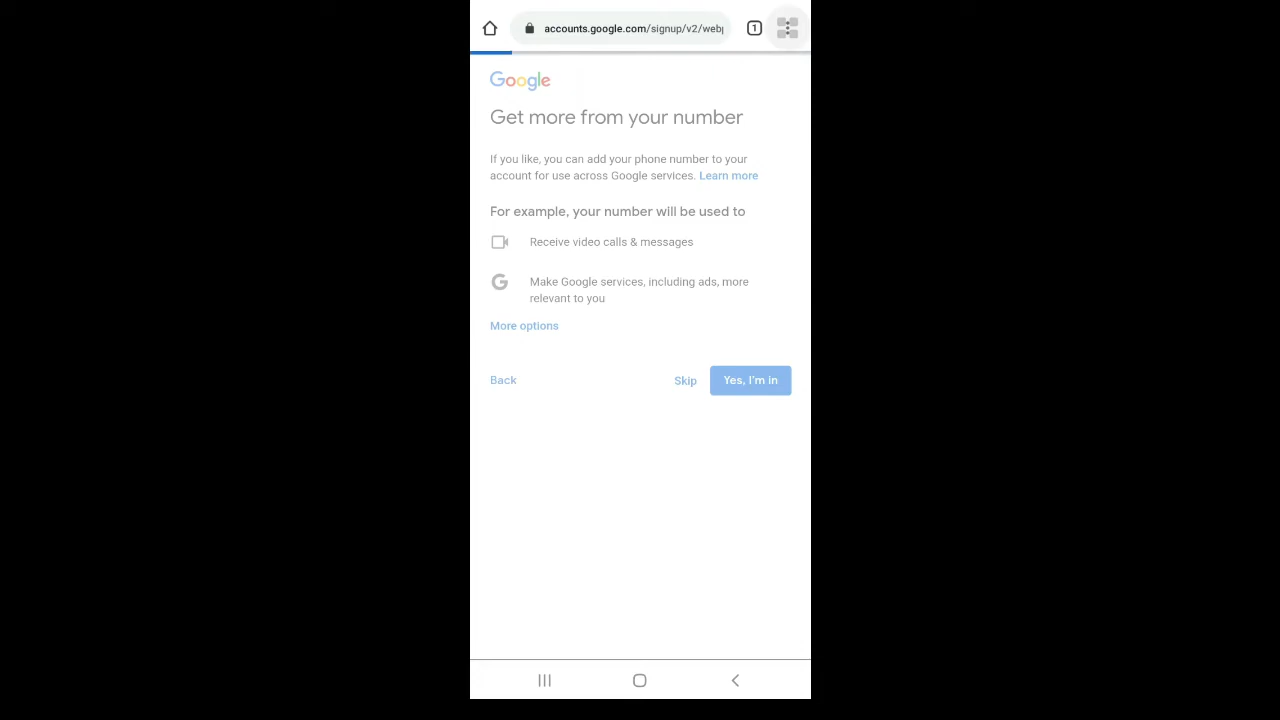 accounts.google.com/signup/v2/web
1
Google
Get more from your number
If you like, you can add your phone number to your
account for use across Google services. Learn more
For example, your number will be used to
Receive video calls & messages
G
Make Google services, including ads, more
relevant to you
More options
Back
Skip
Yes, I'm in